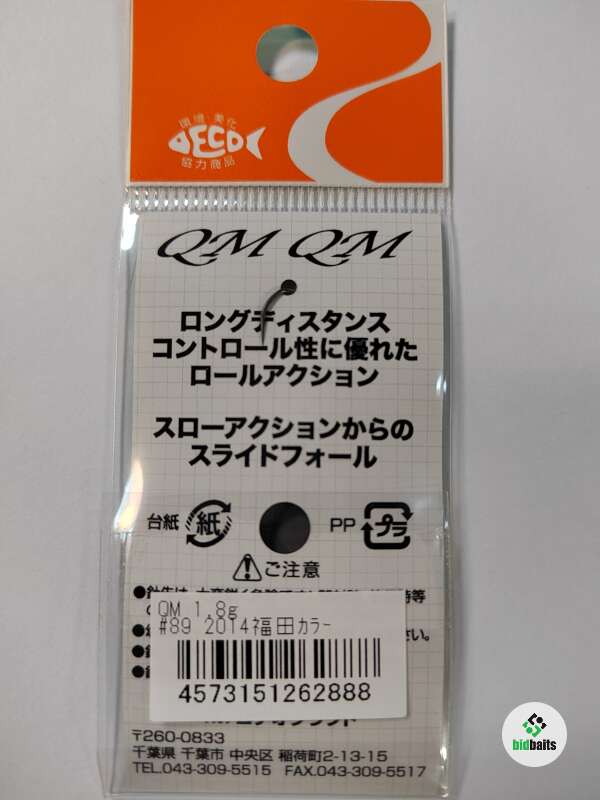 環境・美化
ECO
協力商品
QM QM
ロングディスタンス
コントロール性に優れた
ロールアクション
スローアクションからの
スライドフォール
台紙 紙 PP プラ
ご注意
QM 1.8g
#89 2014福田カラー
4573151262888
〒260-0833
千葉県 千葉市 中央区 稲荷町2-13-15
TEL.043-309-5515 FAX.043-309-5517
bidbaits